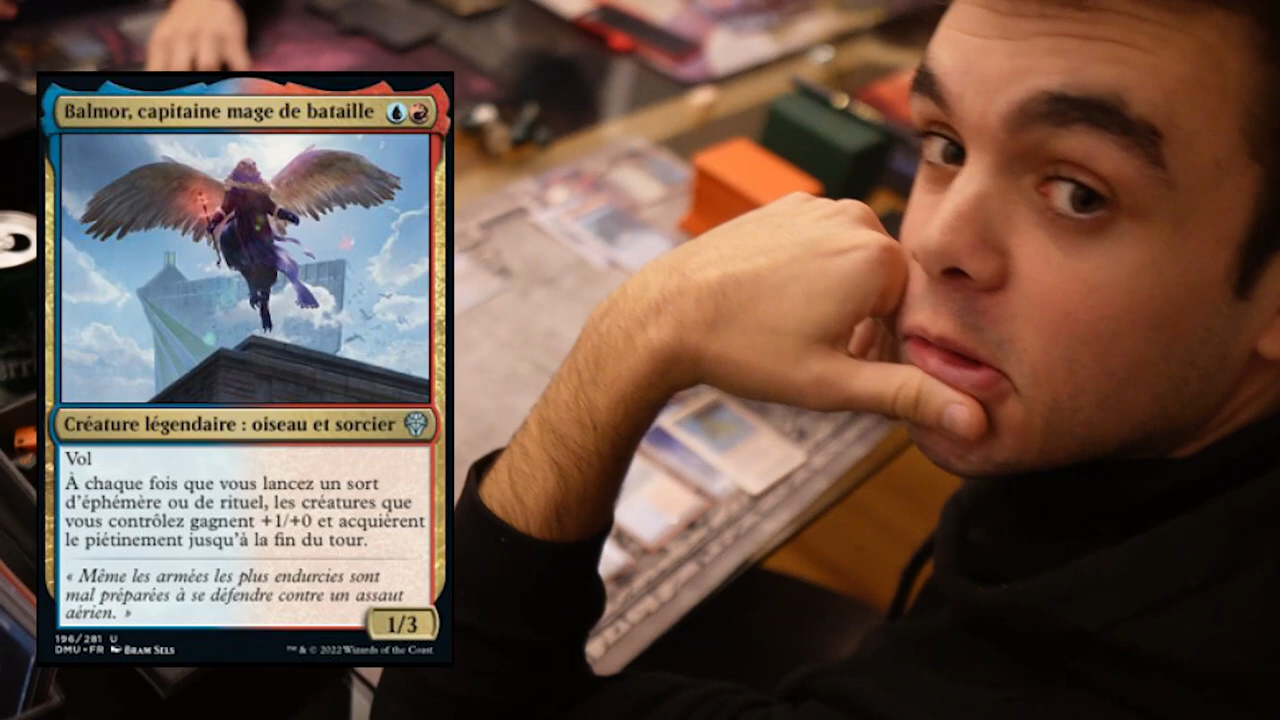 Balmor, capitaine mage de bataille
Créature légendaire : oiseau et sorcier
Vol
À chaque fois que vous lancez un sort
d'éphémère ou de rituel, les créatures que
vous contrôlez gagnent +1/+0 et acquièrent
le piétinement jusqu'à la fin du tour.
« Même les armées les plus endurcies sont
mal préparées à se défendre contre un assaut
aérien. »
1/3
196/281 U
DMU • FR Bram Sels
™ & © 2022 Wizards of the Coast